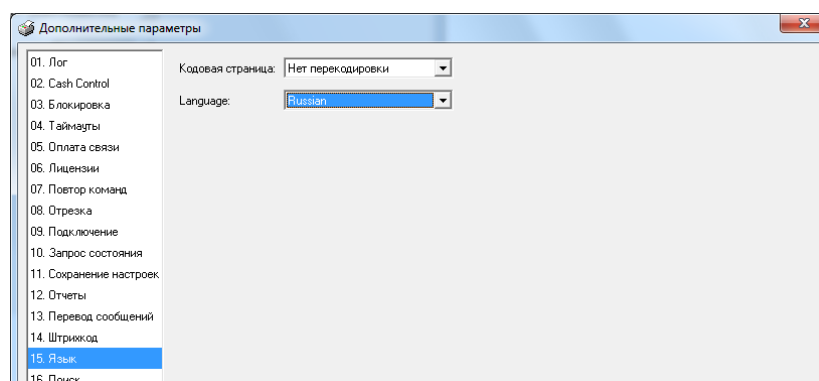 Дополнительные параметры
01. Лог
02. Cash Control
03. Блокировка
04. Таймауты
05. Оплата связи
06. Лицензии
07. Повтор команд
08. Отрезка
09. Подключение
10. Запрос состояния
11. Сохранение настроек
12. Отчеты
13. Перевод сообщений
14. Штрихкод
15. Язык
16. Поиск
Кодовая страница: Нет перекодировки
Language: Russian